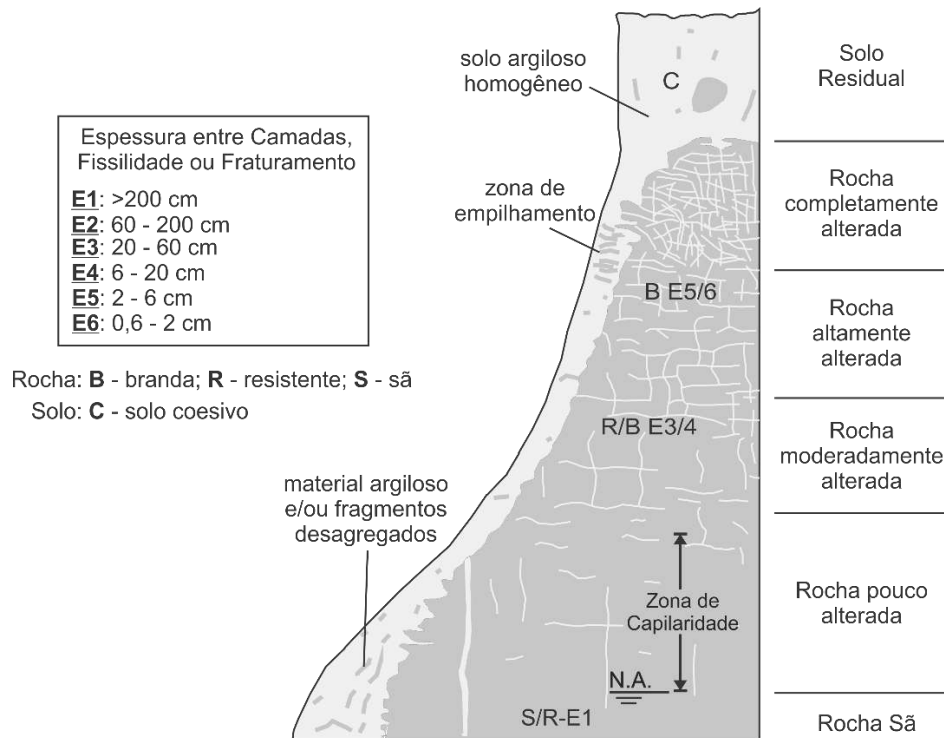 solo argiloso
homogêneo
C
Solo
Residual
Espessura entre Camadas,
Fissilidade ou Fraturamento
E1: >200 cm
E2: 60 - 200 cm
E3: 20 - 60 cm
E4: 6 - 20 cm
E5: 2 - 6 cm
E6: 0,6 - 2 cm
Rocha: B - branda; R - resistente; S - sã
Solo: C - solo coesivo
zona de
empilhamento
Rocha
completamente
alterada
B E5/6
Rocha
altamente
alterada
R/B E3/4
Rocha
moderadamente
alterada
material argiloso
e/ou fragmentos
desagregados
Zona de
Capilaridade
N.A.
Rocha pouco
alterada
S/R-E1
Rocha Sã